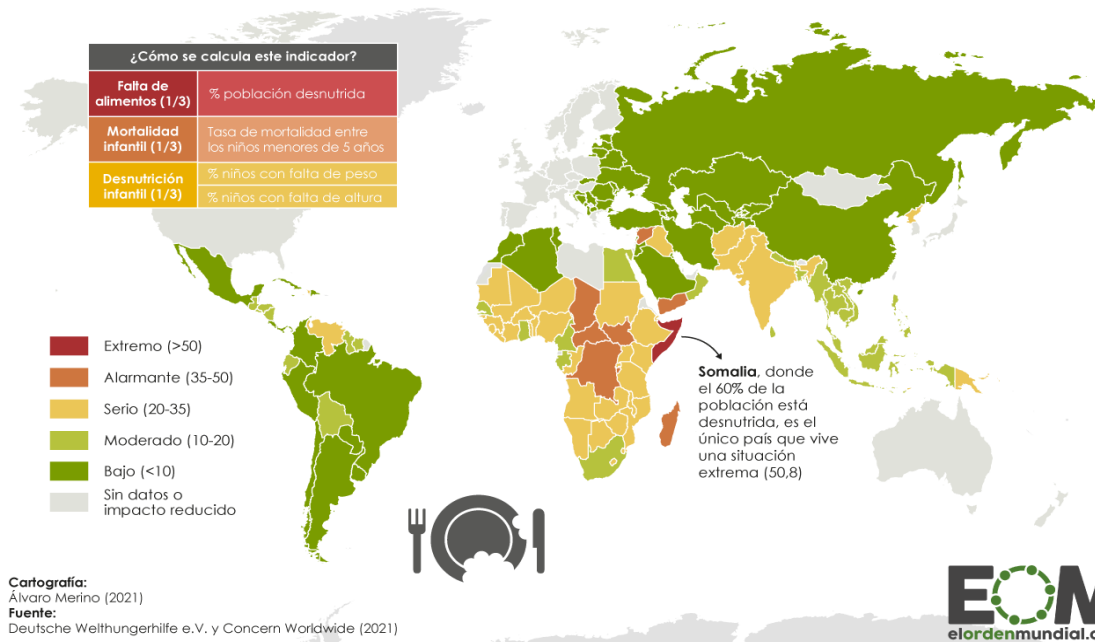 ¿Cómo se calcula este indicador?
Falta de
alimentos (1/3)
% población desnutrida
Mortalidad
infantil (1/3)
Tasa de mortalidad entre
los niños menores de 5 años
Desnutrición
infantil (1/3)
% niños con falta de peso
% niños con falta de altura
Extremo (>50)
Alarmante (35-50)
Serio (20-35)
Moderado (10-20)
Bajo (<10)
Sin datos o
impacto reducido
Somalia, donde
el 60% de la
población está
desnutrida, es el
único país que vive
una situación
extrema (50,8)
Cartografía:
Álvaro Merino (2021)
Fuente:
Deutsche Welthungerhilfe e.V. y Concern Worldwide (2021)
EOM
elordenmundial.c